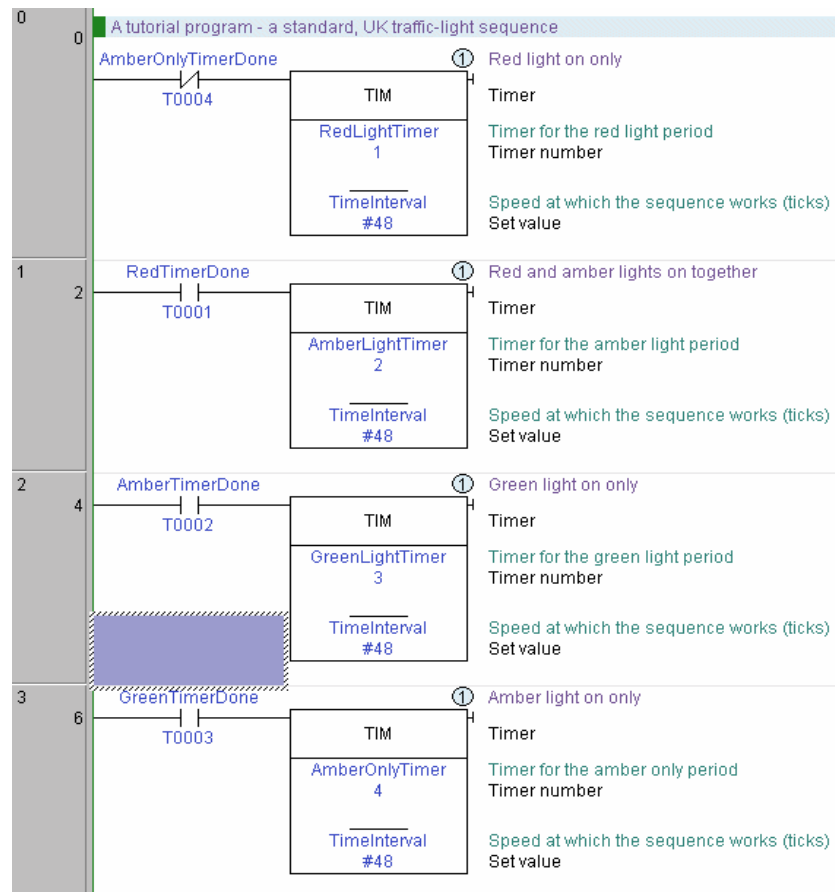 0
0
A tutorial program - a standard, UK traffic-light sequence
AmberOnlyTimerDone
1
Red light on only
T0004
TIM
Timer
RedLightTimer
Timer for the red light period
1
Timer number
TimeInterval
Speed at which the sequence works (ticks)
#48
Set value
1
2
RedTimerDone
1
Red and amber lights on together
T0001
TIM
Timer
AmberLightTimer
Timer for the amber light period
2
Timer number
TimeInterval
Speed at which the sequence works (ticks)
#48
Set value
2
4
AmberTimerDone
1
Green light on only
T0002
TIM
Timer
GreenLightTimer
Timer for the green light period
3
Timer number
TimeInterval
Speed at which the sequence works (ticks)
#48
Set value
3
6
GreenTimerDone
1
Amber light on only
T0003
TIM
Timer
AmberOnlyTimer
Timer for the amber only period
4
Timer number
TimeInterval
Speed at which the sequence works (ticks)
#48
Set value